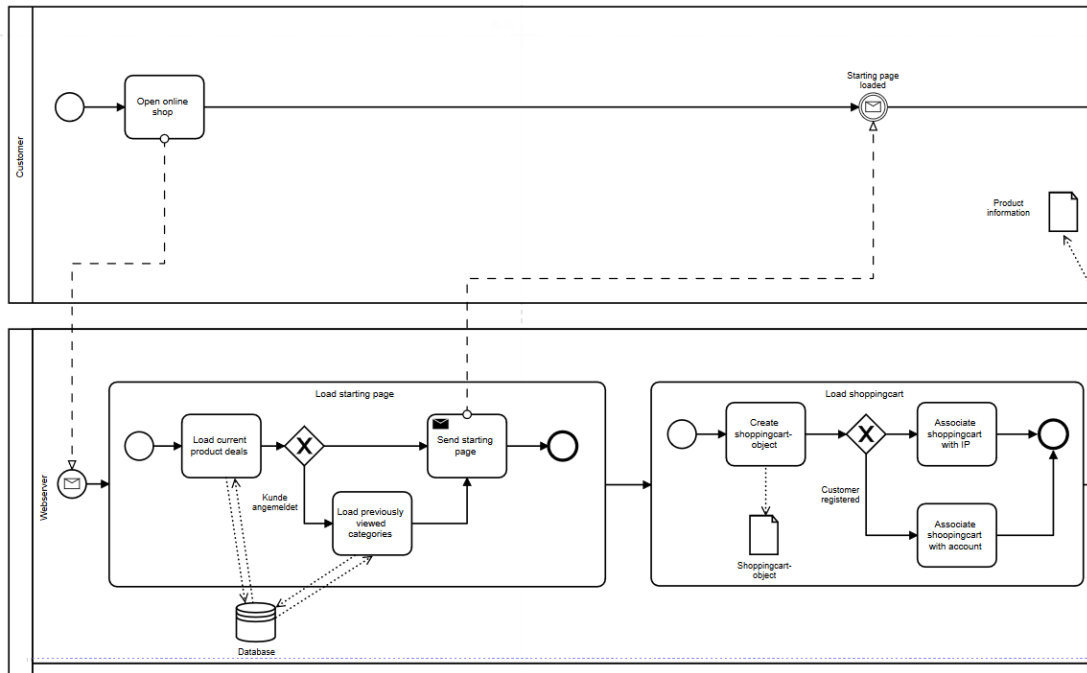 Customer
Open online
shop
Starting page
loaded
Product
information
Webserver
Load starting page
Load current
product deals
Kunde
angemeldet
Load previously
viewed
categories
Send starting
page
Database
Load shoppingcart
Create
shoppingcart-
object
Shoppingcart-
object
Customer
registered
Associate
shoppingcart
with IP
Associate
shoopingcart
with account